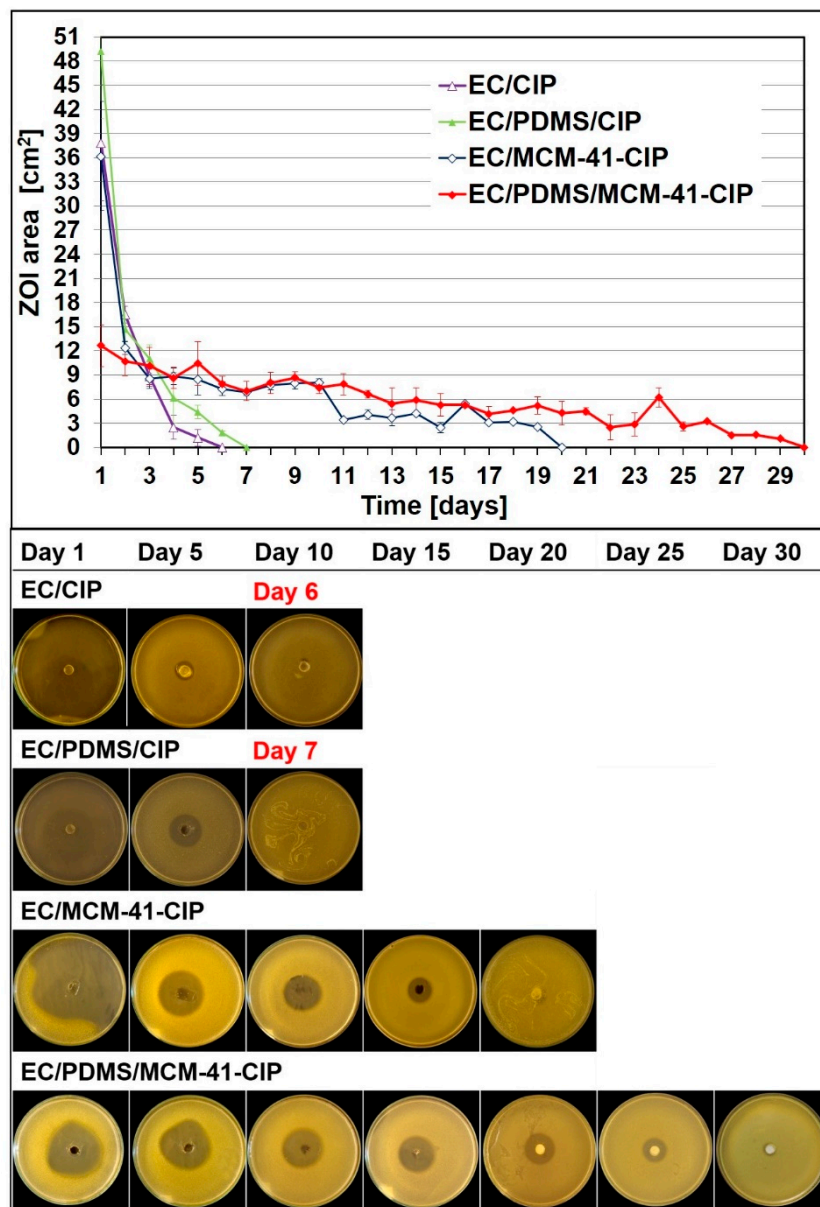 51
48
45
42
39
36
33
30
27
24
21
18
15
12
9
6
3
0
ZOI area [cm²]
EC/CIP
EC/PDMS/CIP
EC/MCM-41-CIP
EC/PDMS/MCM-41-CIP
1 3 5 7 9 11 13 15 17 19 21 23 25 27 29
Time [days]
Day 1 Day 5 Day 10 Day 15 Day 20 Day 25 Day 30
EC/CIP Day 6
EC/PDMS/CIP Day 7
EC/MCM-41-CIP
EC/PDMS/MCM-41-CIP